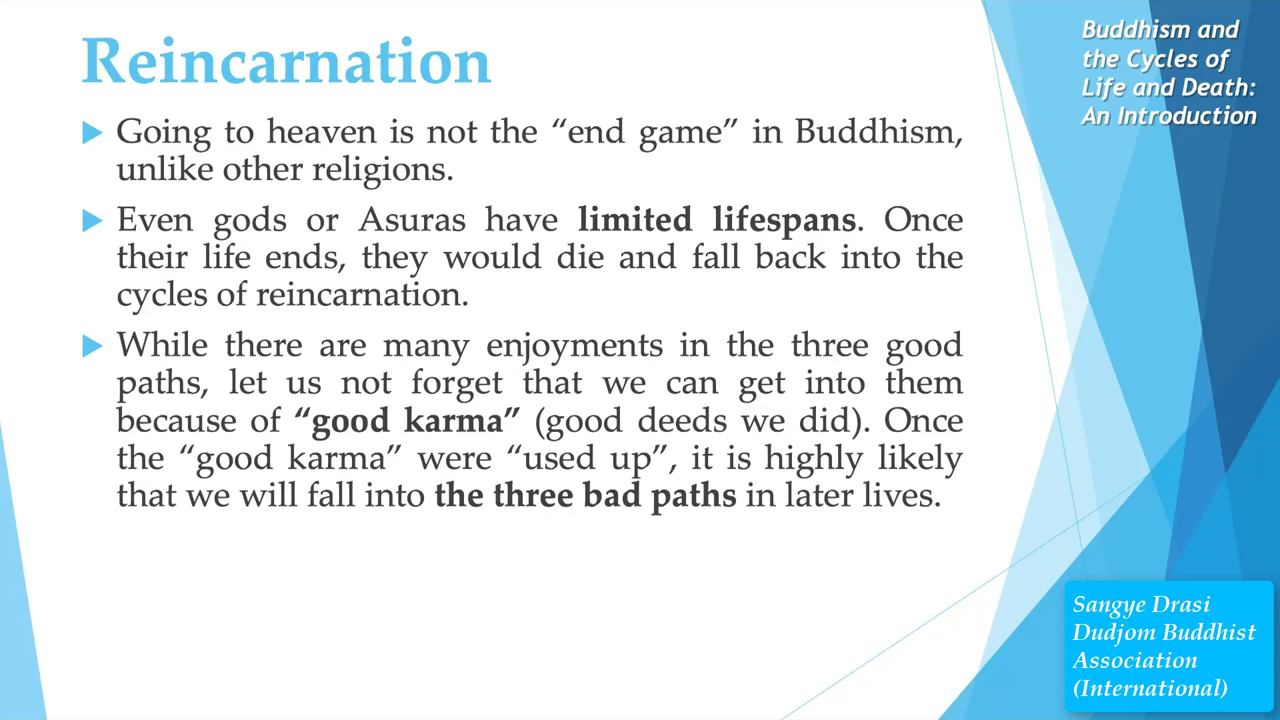 Reincarnation
Going to heaven is not the “end game” in Buddhism,
unlike other religions.
Even gods or Asuras have limited lifespans. Once
their life ends, they would die and fall back into the
cycles of reincarnation.
While there are many enjoyments in the three good
paths, let us not forget that we can get into them
because of “good karma” (good deeds we did). Once
the “good karma” were “used up”, it is highly likely
that we will fall into the three bad paths in later lives.
Buddhism and
the Cycles of
Life and Death:
An Introduction
Sangye Drasi
Dudjom Buddhist
Association
(International)